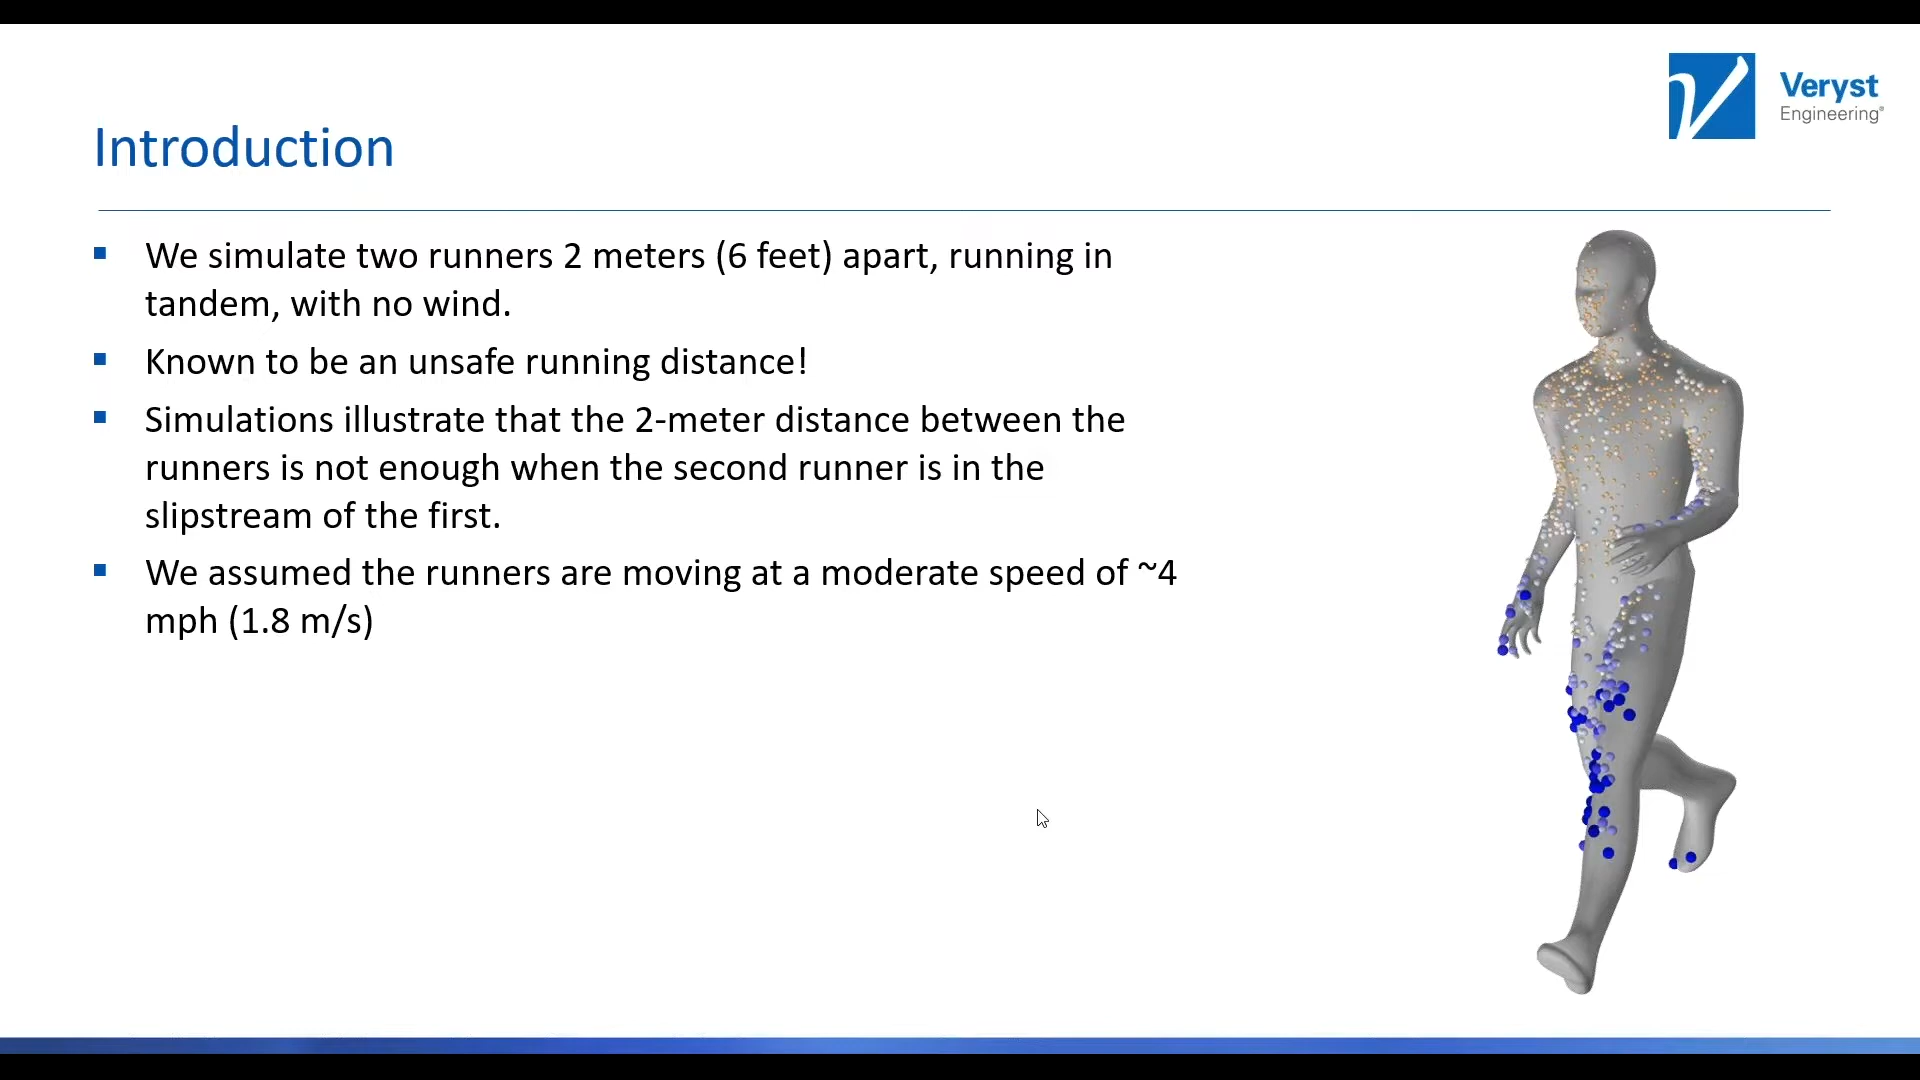 Veryst
Engineering®
Introduction
We simulate two runners 2 meters (6 feet) apart, running in
tandem, with no wind.
Known to be an unsafe running distance!
Simulations illustrate that the 2-meter distance between the
runners is not enough when the second runner is in the
slipstream of the first.
We assumed the runners are moving at a moderate speed of ~4
mph (1.8 m/s)